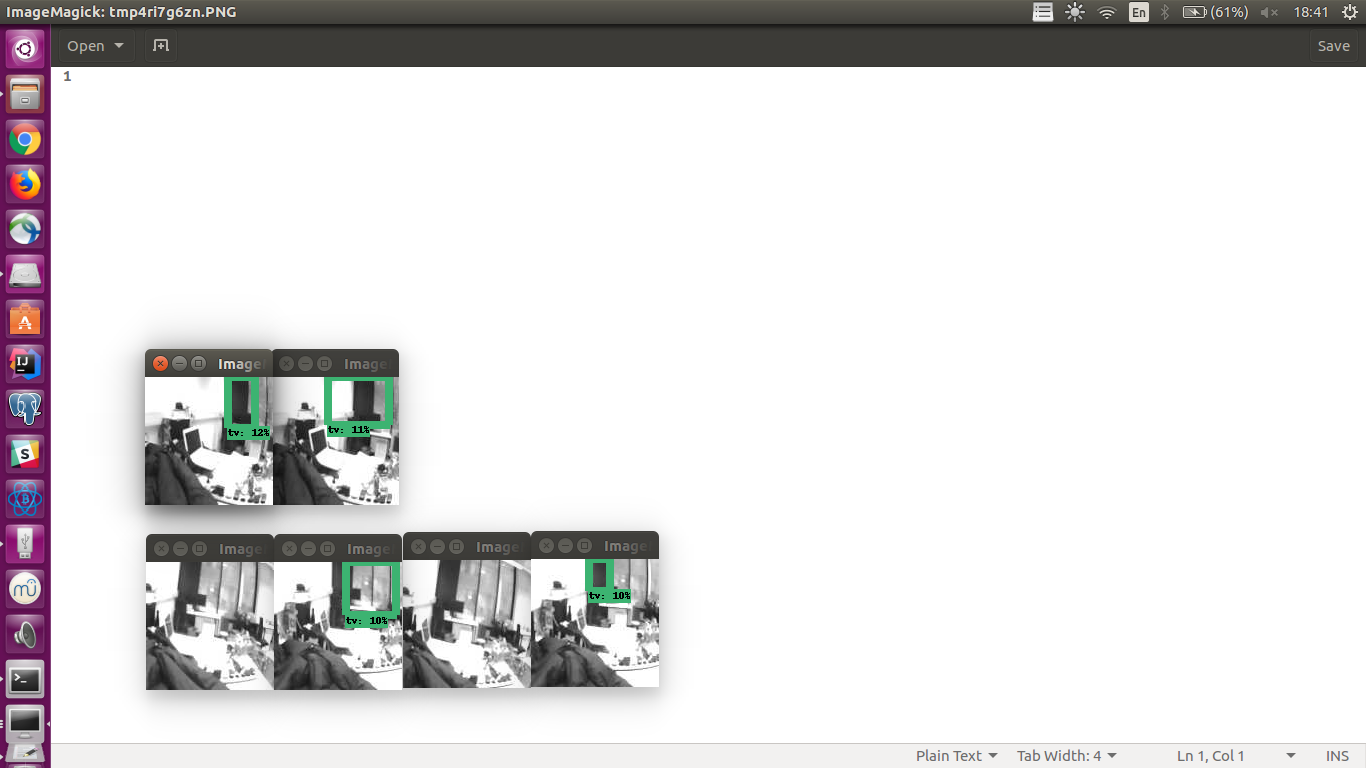 ImageMagick: tmp4ri7g6zn.PNG
En
(61%)
18:41
Open
Save
1
Image
Image
tv: 12%
tv: 11%
Image
Image
Image
Image
tv: 10%
tv: 10%
Plain Text
Tab Width: 4
Ln 1, Col 1
INS